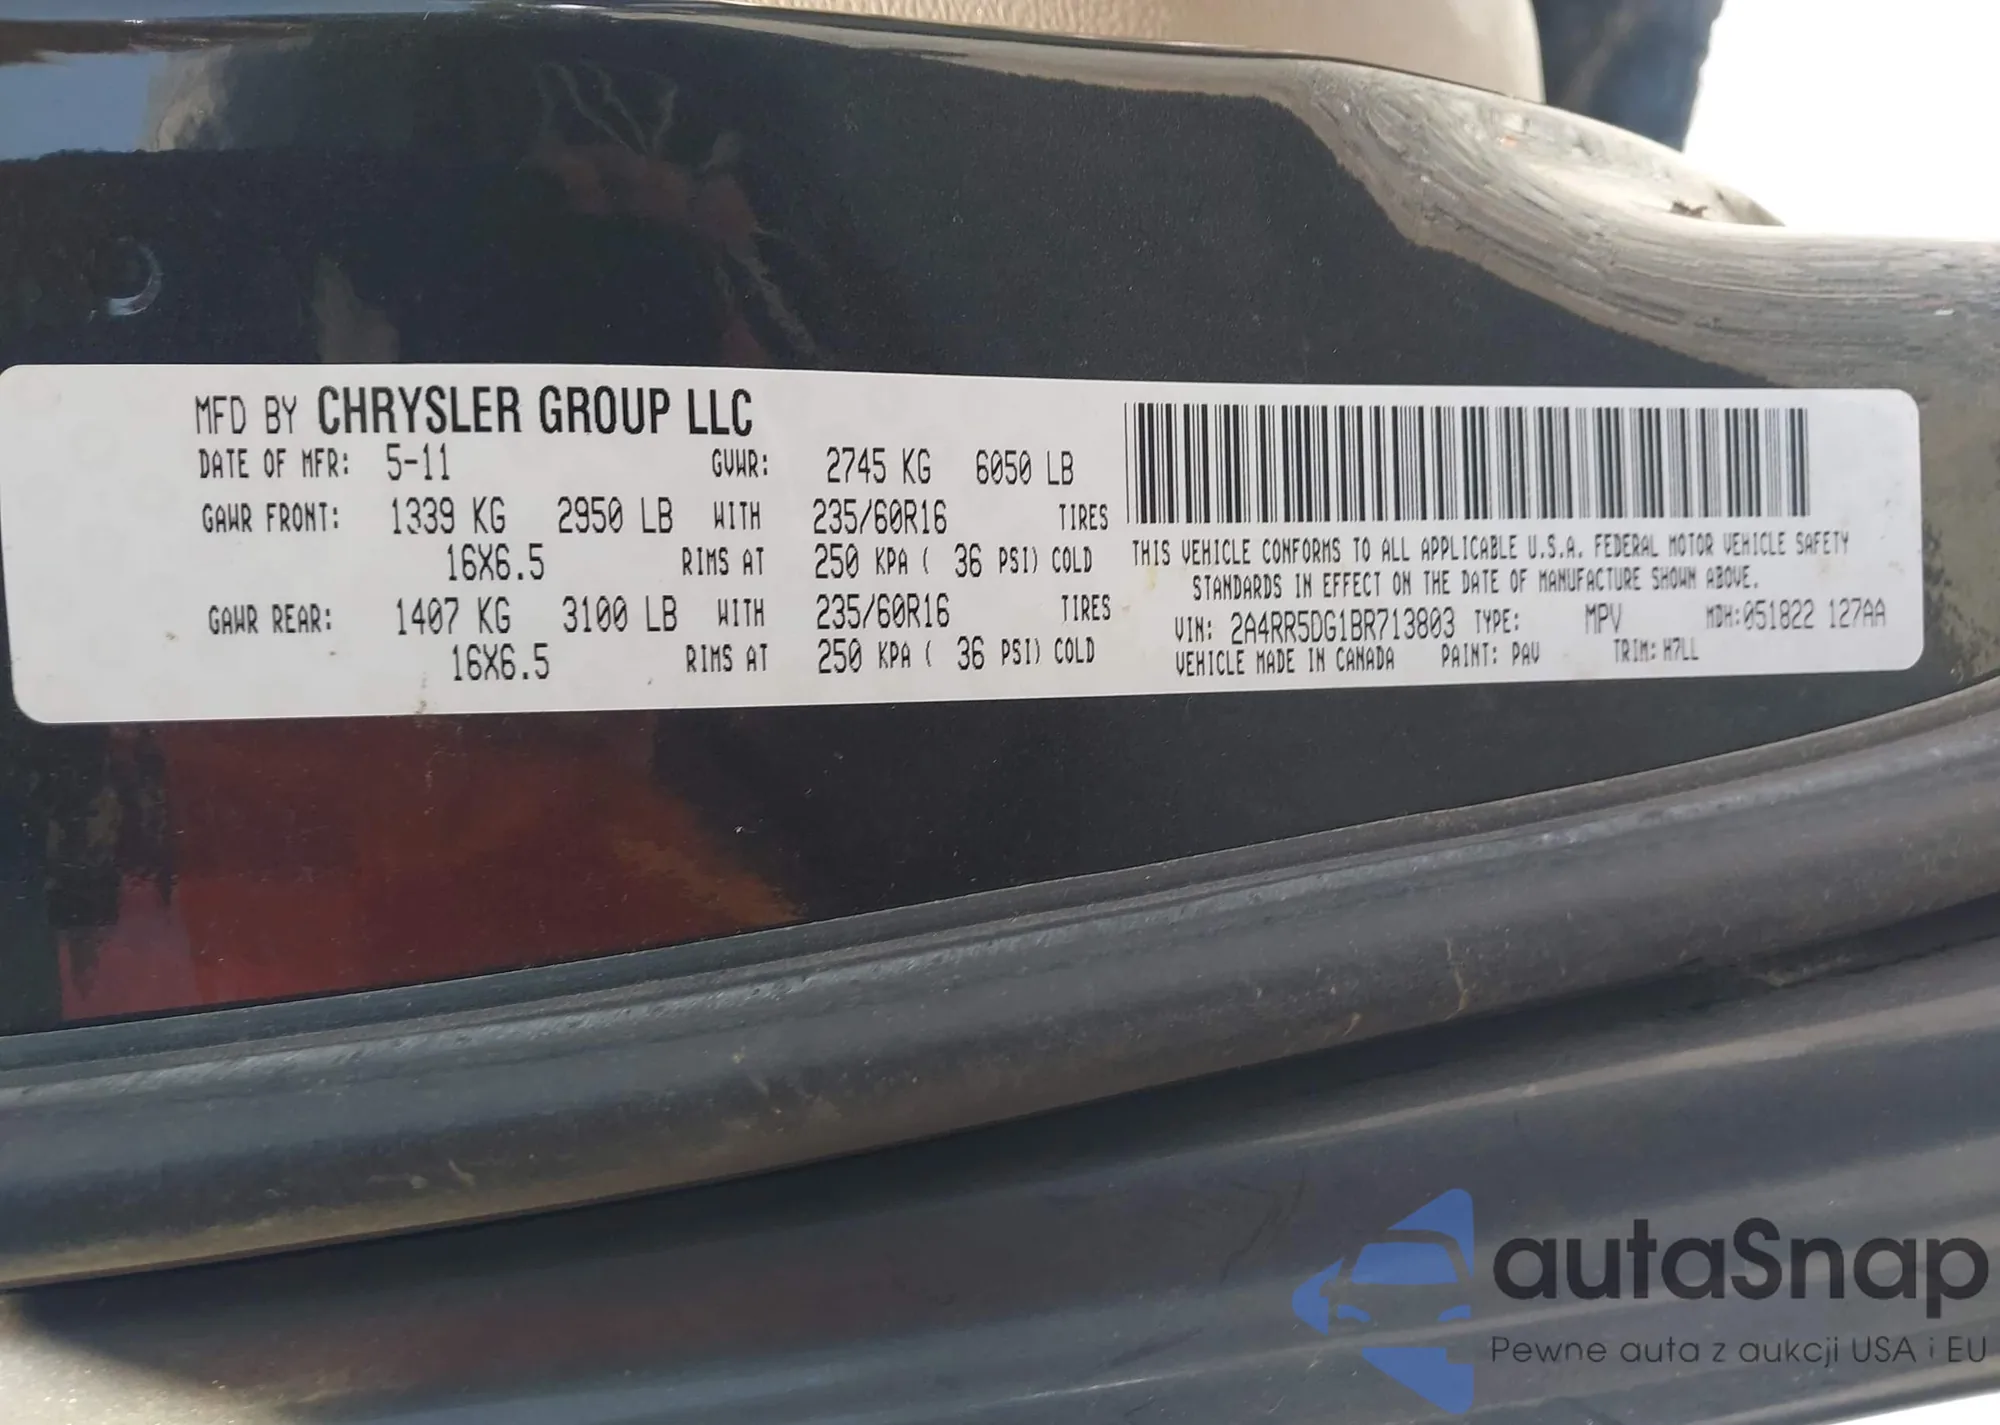 MFD BY CHRYSLER GROUP LLC
DATE OF MFR: 5-11 GVWR: 2745 KG 6050 LB
GAWR FRONT: 1339 KG 2950 LB WITH 235/60R16 TIRES
16X6.5 RIMS AT 250 KPA ( 36 PSI) COLD
GAWR REAR: 1407 KG 3100 LB WITH 235/60R16 TIRES
16X6.5 RIMS AT 250 KPA ( 36 PSI) COLD
THIS VEHICLE CONFORMS TO ALL APPLICABLE U.S.A. FEDERAL MOTOR VEHICLE SAFETY
STANDARDS IN EFFECT ON THE DATE OF MANUFACTURE SHOWN ABOVE.
VIN: 2A4RR5DG1BR713803 TYPE: MPV MDH:051822 127AA
VEHICLE MADE IN CANADA PAINT: PAV TRIM: H7LL
autaSnap
Pewne auta z aukcji USA i EU